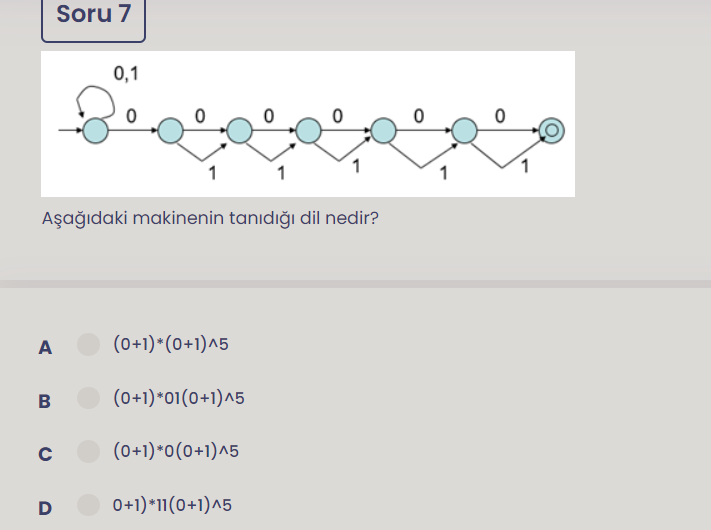 Soru 7
0,1
0 0 0 0 0 0
1 1 1 1 1
Aşağıdaki makinenin tanıdığı dil nedir?
A (0+1)*(0+1)^5
B (0+1)*01(0+1)^5
C (0+1)*0(0+1)^5
D 0+1)*11(0+1)^5